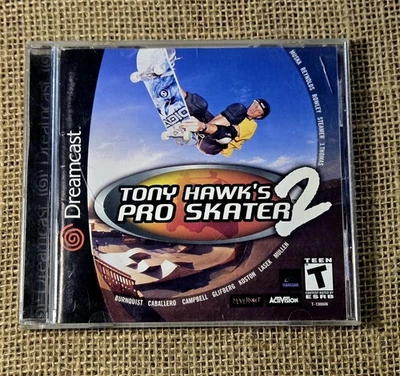 Dreamcast
MUSKA REYNOLDS ROWLEY STEAMER J.THOMAS
TONY HAWK'S
PRO SKATER 2
BURNQUIST CABALLERO CAMPBELL GLIFBERG KOSTON LASEK MULLEN
NEVERSOFT
ACTIVISION
TEEN
T
ESRB